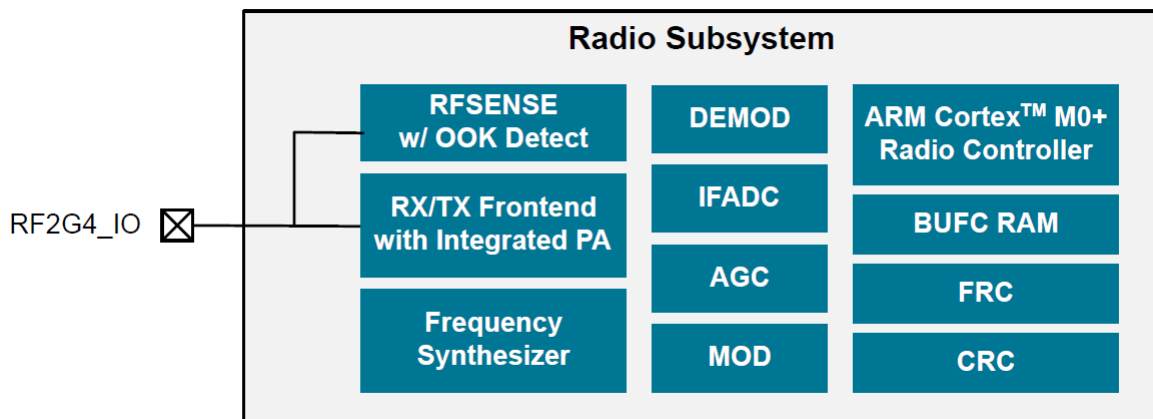 Radio Subsystem
RFSENSE
w/ OOK Detect
DEMOD
ARM Cortex™ M0+
Radio Controller
RF2G4_IO
RX/TX Frontend
with Integrated PA
IFADC
BUFC RAM
AGC
FRC
Frequency
Synthesizer
MOD
CRC